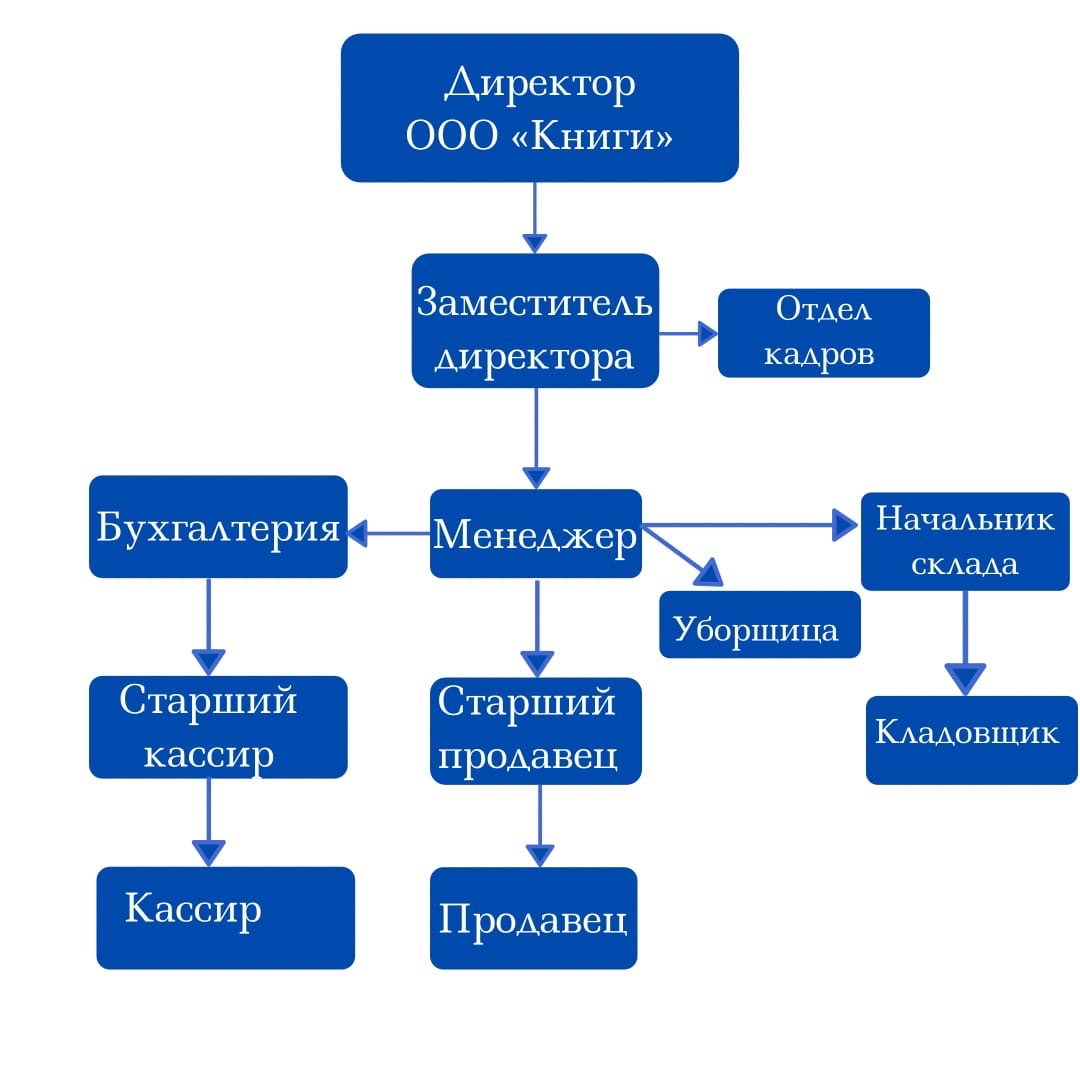 Директор
ООО «Книги»
Заместитель
директора
Отдел
кадров
Бухгалтерия
Менеджер
Начальник
склада
Уборщица
Старший
кассир
Старший
продавец
Кладовщик
Кассир
Продавец